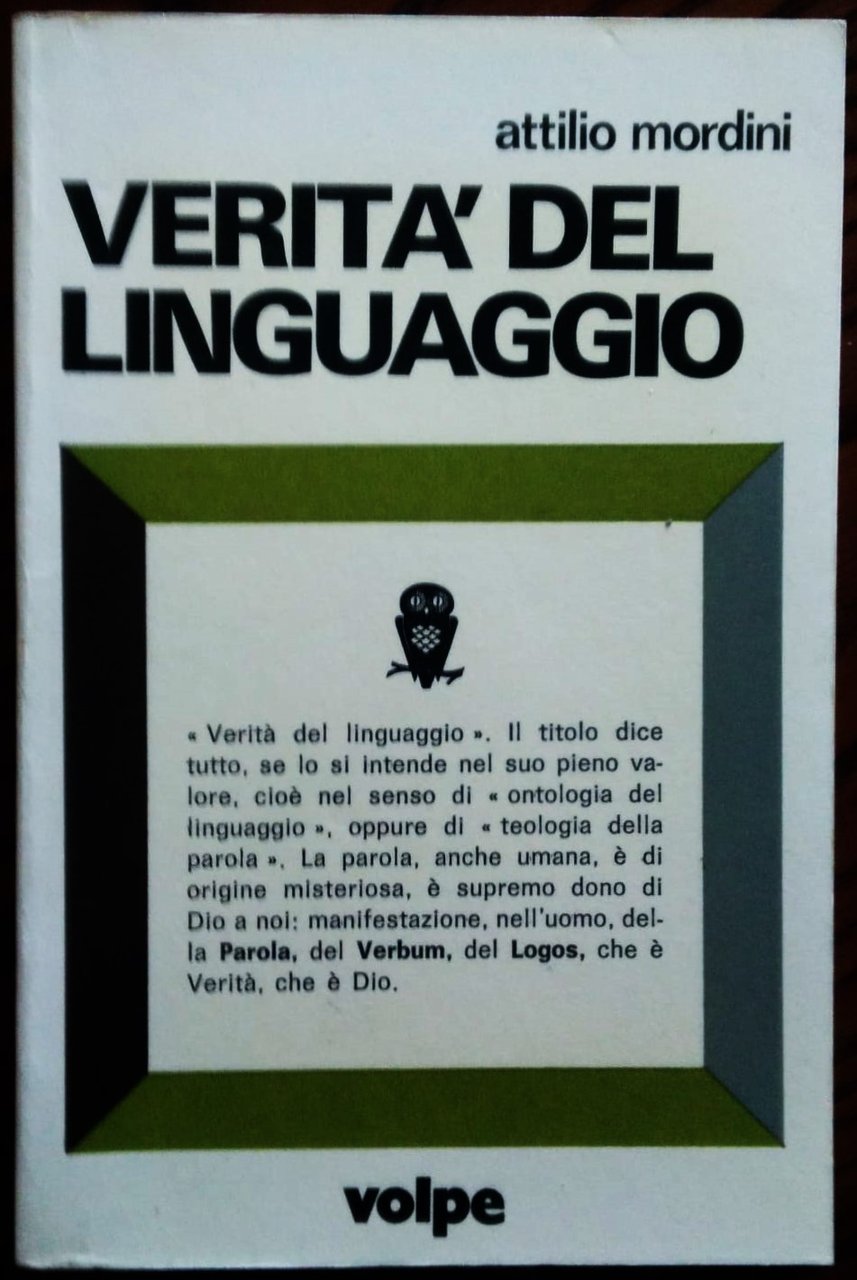 attilio mordini
VERITA' DEL
LINGUAGGIO
« Verità del linguaggio ». Il titolo dice
tutto, se lo si intende nel suo pieno va-
lore, cioè nel senso di « ontologia del
linguaggio », oppure di « teologia della
parola ». La parola, anche umana, è di
origine misteriosa, è supremo dono di
Dio a noi: manifestazione, nell'uomo, del-
la Parola, del Verbum, del Logos, che è
Verità, che è Dio.
volpe